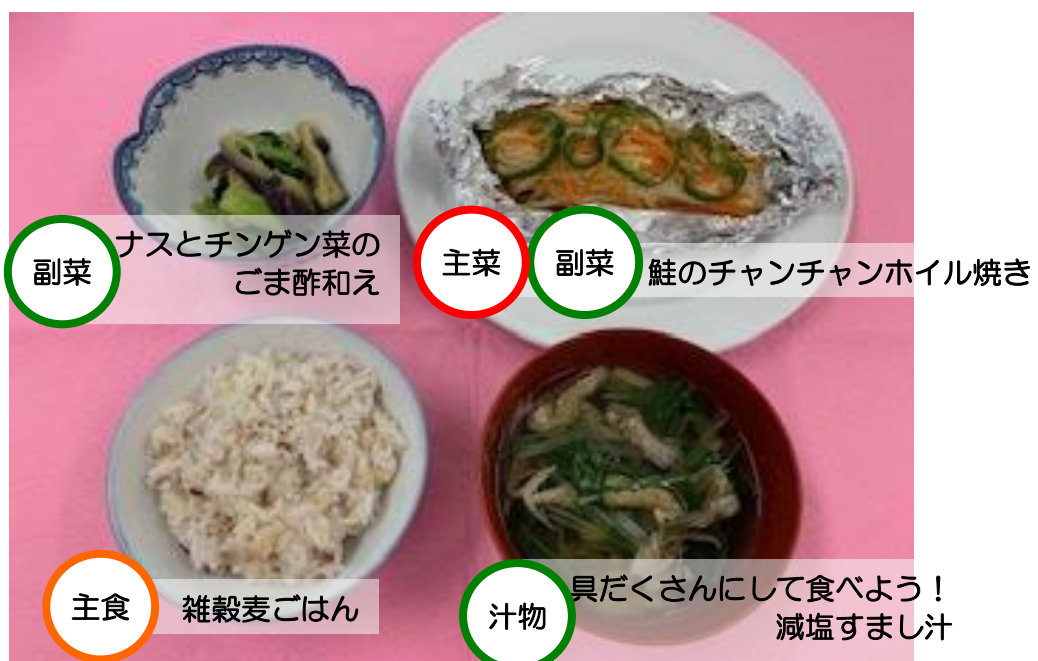 副菜
ナスとチンゲン菜の
ごま酢和え
主菜
副菜
鮭のチャンチャンホイル焼き
主食
雑穀麦ごはん
汁物
具だくさんにして食べよう！
減塩すまし汁